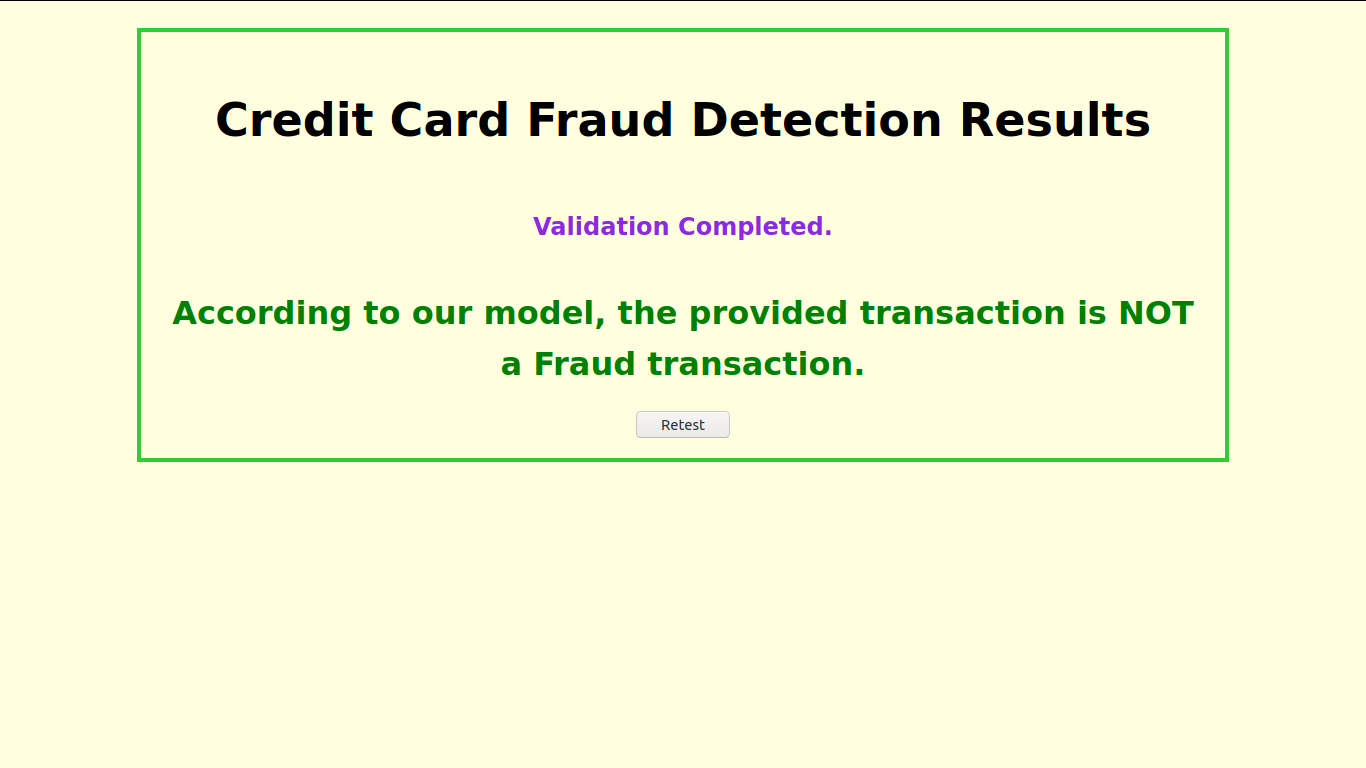 Credit Card Fraud Detection Results
Validation Completed.
According to our model, the provided transaction is NOT
a Fraud transaction.
Retest